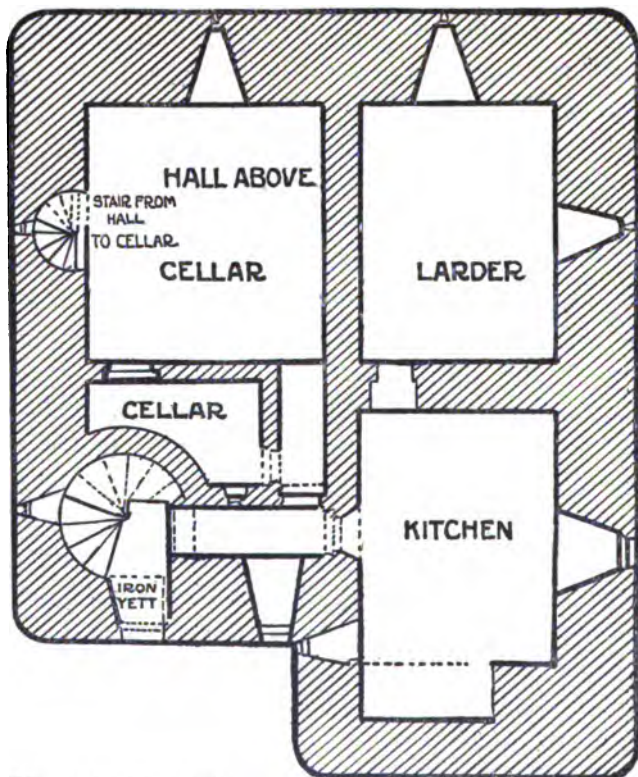 HALL ABOVE
STAIR FROM
HALL
TO CELLAR
CELLAR
LARDER
CELLAR
KITCHEN
IRON
YETT